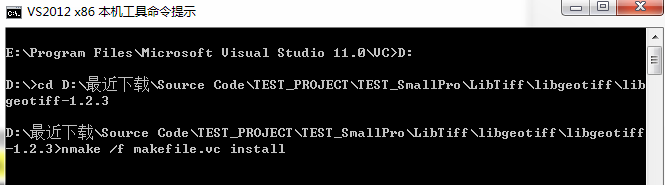 VS2012 x86 本机工具命令提示
E:\Program Files\Microsoft Visual Studio 11.0\VC>D:
D:\>cd D:\最近下载\Source Code\TEST_PROJECT\TEST_SmallPro\LibTiff\libgeotiff\lib
geotiff-1.2.3
D:\最近下载\Source Code\TEST_PROJECT\TEST_SmallPro\LibTiff\libgeotiff\libgeotiff
-1.2.3>nmake /f makefile.vc install